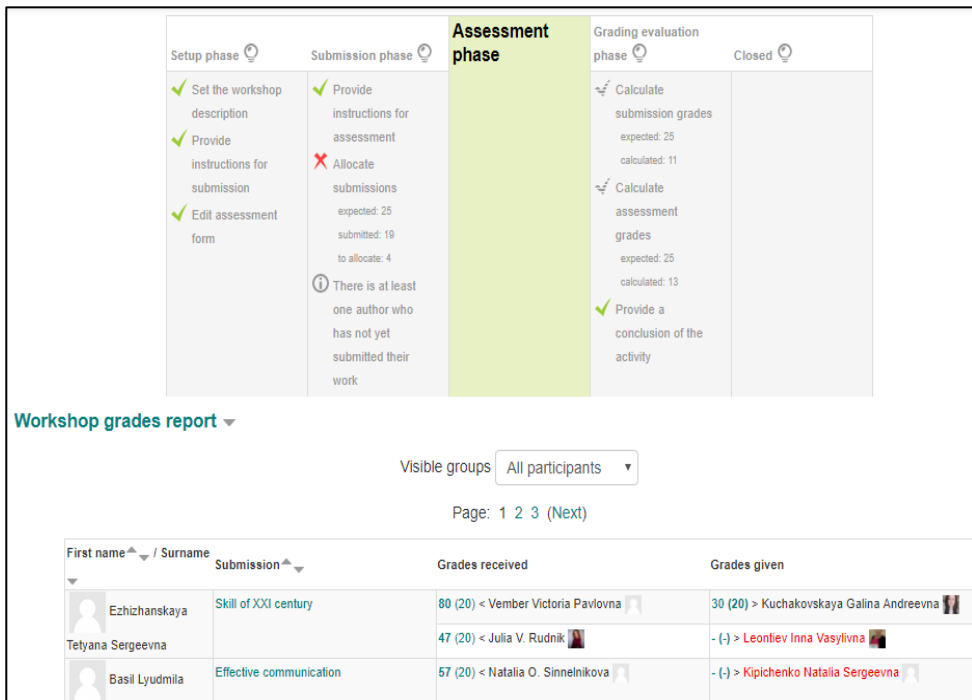 Setup phase
Submission phase
Assessment
phase
Grading evaluation
phase
Closed
Set the workshop
description
Provide
instructions for
submission
Edit assessment
form
Provide
instructions for
assessment
Allocate
submissions
expected: 25
submitted: 19
to allocate: 4
There is at least
one author who
has not yet
submitted their
work
Calculate
submission grades
expected: 25
calculated: 11
Calculate
assessment
grades
expected: 25
calculated: 13
Provide a
conclusion of the
activity
Workshop grades report
Visible groups All participants
Page: 1 2 3 (Next)
First name / Surname Submission Grades received Grades given
Ezhizhanskaya
Tetyana Sergeevna
Skill of XXI century
80 (20) < Vember Victoria Pavlovna
30 (20) > Kuchakovskaya Galina Andreevna
47 (20) < Julia V. Rudnik
- (-) > Leontiev Inna Vasylivna
Basil Lyudmila
Effective communication
57 (20) < Natalia O. Sinnelnikova
- (-) > Kipichenko Natalia Sergeevna